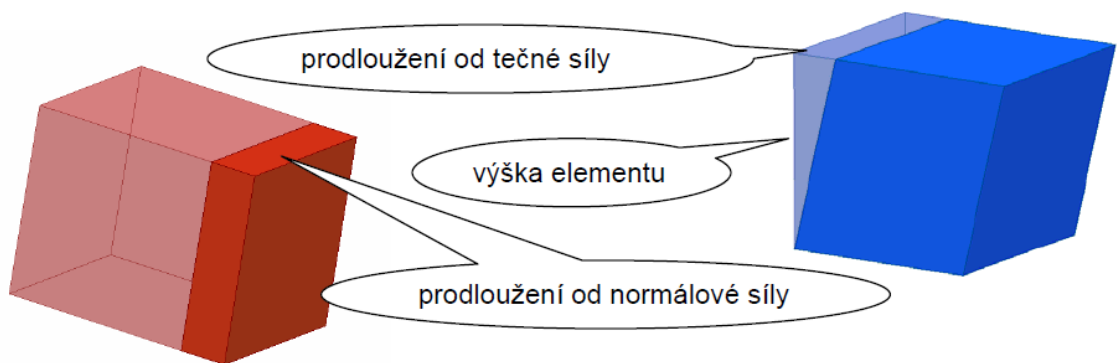 prodloužení od tečné síly
výška elementu
prodloužení od normálové síly